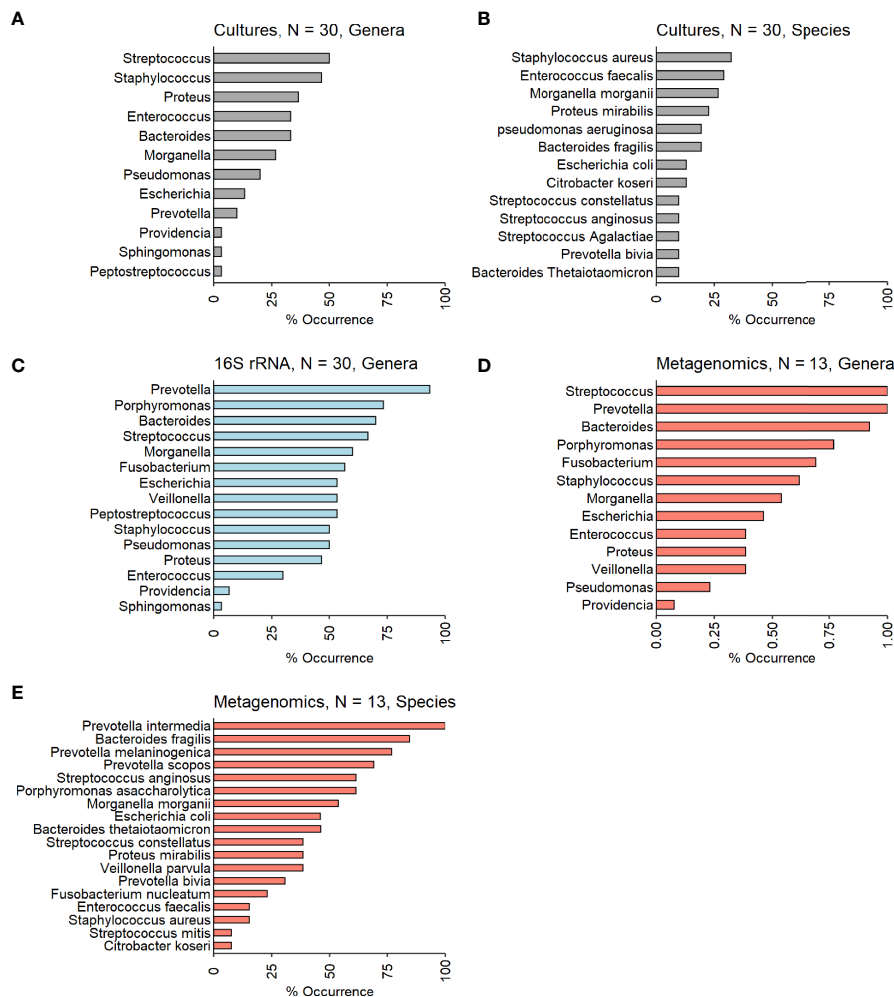 A
Cultures, N = 30, Genera
Streptococcus
Staphylococcus
Proteus
Enterococcus
Bacteroides
Morganella
Pseudomonas
Escherichia
Prevotella
Providencia
Sphingomonas
Peptostreptococcus
0
25
50
75
100
% Occurrence
B
Cultures, N = 30, Species
Staphylococcus aureus
Enterococcus faecalis
Morganella morganii
Proteus mirabilis
pseudomonas aeruginosa
Bacteroides fragilis
Escherichia coli
Citrobacter koseri
Streptococcus constellatus
Streptococcus anginosus
Streptococcus Agalactiae
Prevotella bivia
Bacteroides Thetaiotaomicron
0
25
50
75
100
% Occurrence
C
16S rRNA, N = 30, Genera
Prevotella
Porphyromonas
Bacteroides
Streptococcus
Morganella
Fusobacterium
Escherichia
Veillonella
Peptostreptococcus
Staphylococcus
Pseudomonas
Proteus
Enterococcus
Providencia
Sphingomonas
0
25
50
75
100
% Occurrence
D
Metagenomics, N = 13, Genera
Streptococcus
Prevotella
Bacteroides
Porphyromonas
Fusobacterium
Staphylococcus
Morganella
Escherichia
Enterococcus
Proteus
Veillonella
Pseudomonas
Providencia
0.00
0.25
0.50
0.75
1.00
% Occurrence
E
Metagenomics, N = 13, Species
Prevotella intermedia
Bacteroides fragilis
Prevotella melaninogenica
Prevotella scopos
Streptococcus anginosus
Porphyromonas asaccharolytica
Morganella morganii
Escherichia coli
Bacteroides thetaiotaomicron
Streptococcus constellatus
Proteus mirabilis
Veillonella parvula
Prevotella bivia
Fusobacterium nucleatum
Enterococcus faecalis
Staphylococcus aureus
Streptococcus mitis
Citrobacter koseri
0
25
50
75
100
% Occurrence